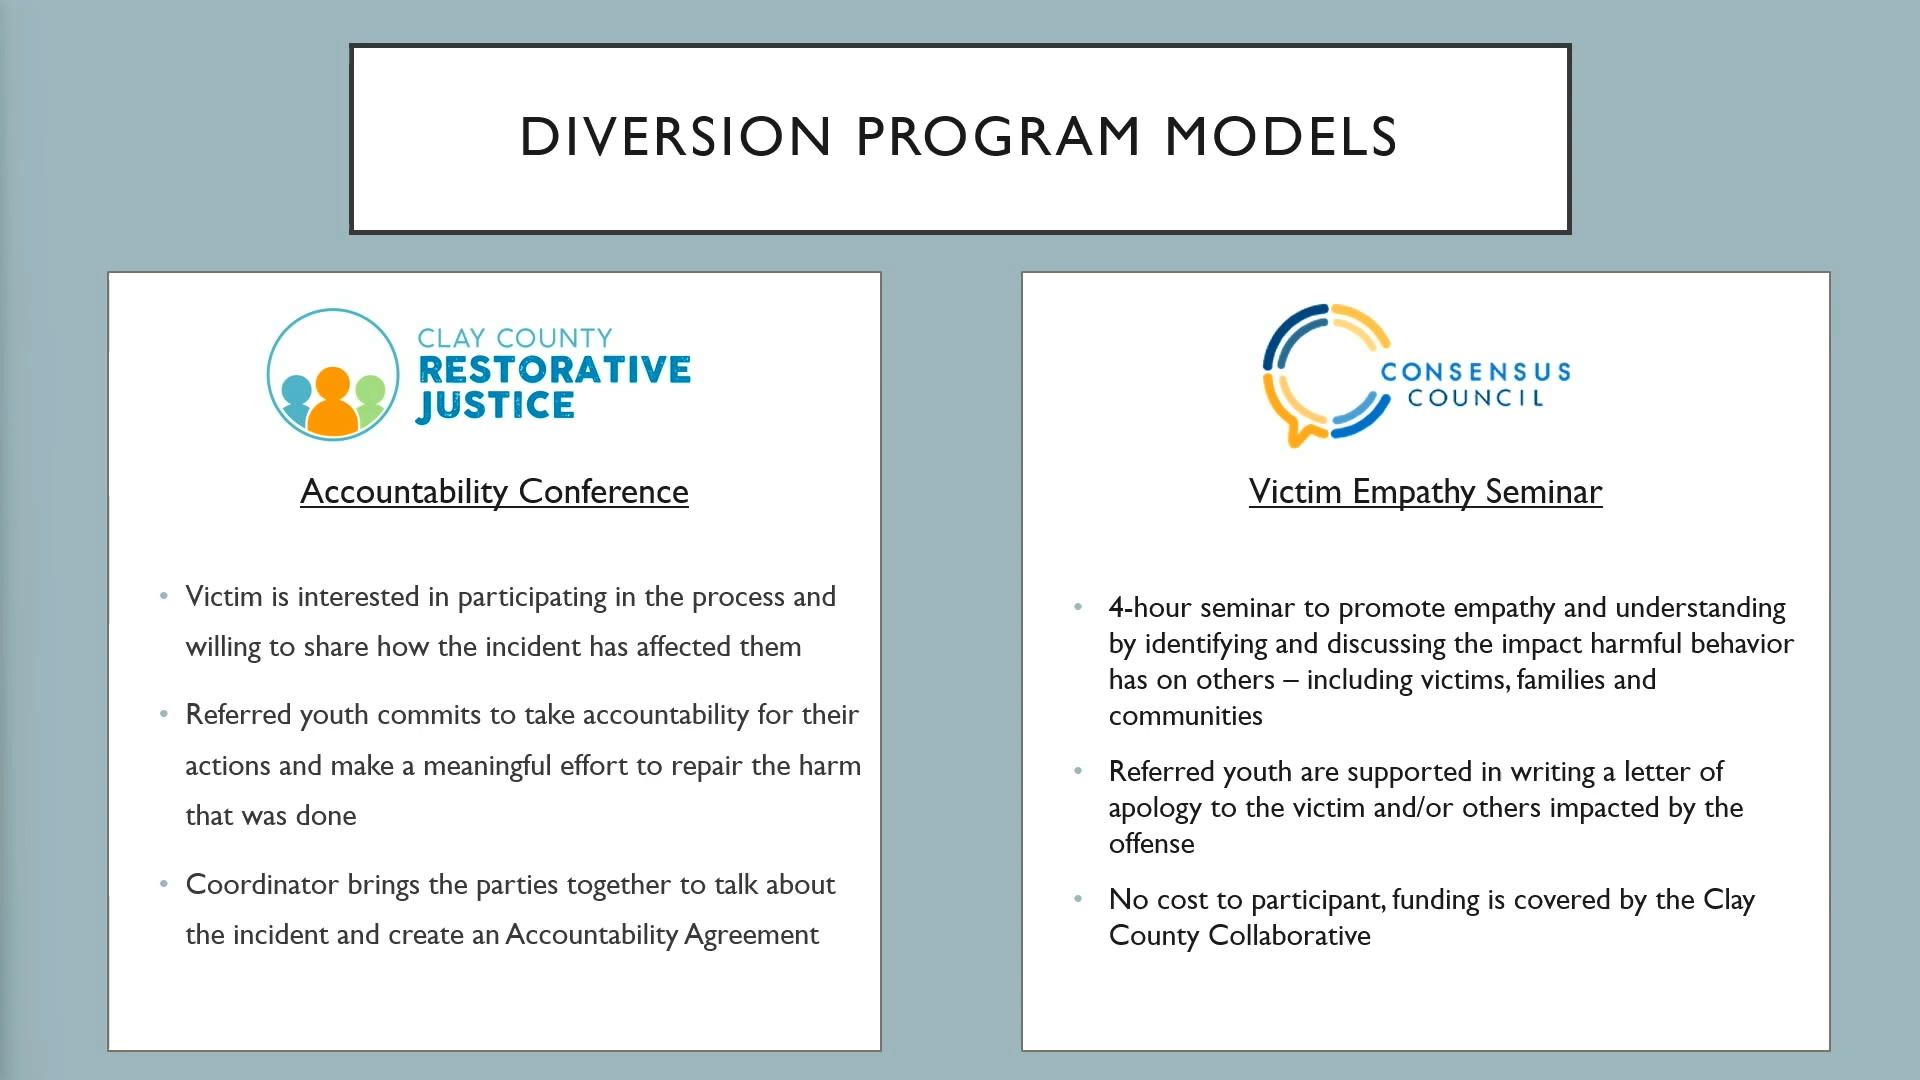 DIVERSION PROGRAM MODELS
CLAY COUNTY
RESTORATIVE
JUSTICE
Accountability Conference
• Victim is interested in participating in the process and
willing to share how the incident has affected them
• Referred youth commits to take accountability for their
actions and make a meaningful effort to repair the harm
that was done
• Coordinator brings the parties together to talk about
the incident and create an Accountability Agreement
CONSENSUS
COUNCIL
Victim Empathy Seminar
• 4-hour seminar to promote empathy and understanding
by identifying and discussing the impact harmful behavior
has on others – including victims, families and
communities
• Referred youth are supported in writing a letter of
apology to the victim and/or others impacted by the
offense
• No cost to participant, funding is covered by the Clay
County Collaborative